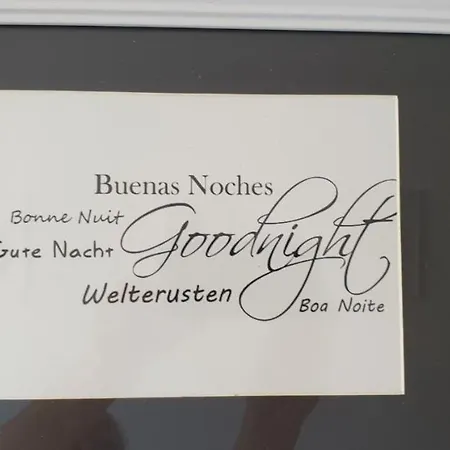 Buenas Noches
Bonne Nuit
Goodnight
Gute Nacht
Welterusten
Boa Noite